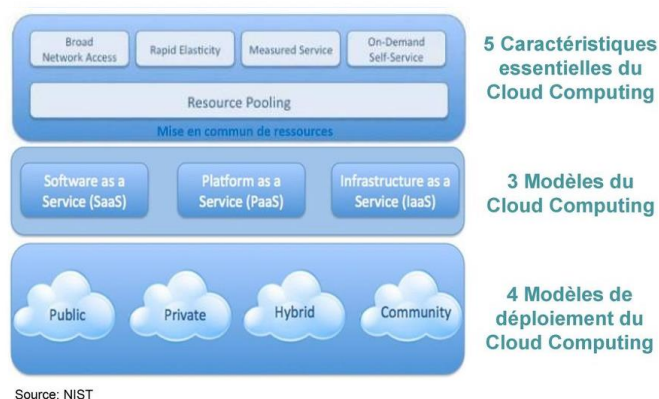 Broad
Network Access
Rapid Elasticity
Measured Service
On-Demand
Self-Service
Resource Pooling
Mise en commun de ressources
5 Caractéristiques
essentielles du
Cloud Computing
Software as a
Service (SaaS)
Platform as a
Service (PaaS)
Infrastructure as a
Service (IaaS)
3 Modèles du
Cloud Computing
Public
Private
Hybrid
Community
4 Modèles de
déploiement du
Cloud Computing
Source: NIST